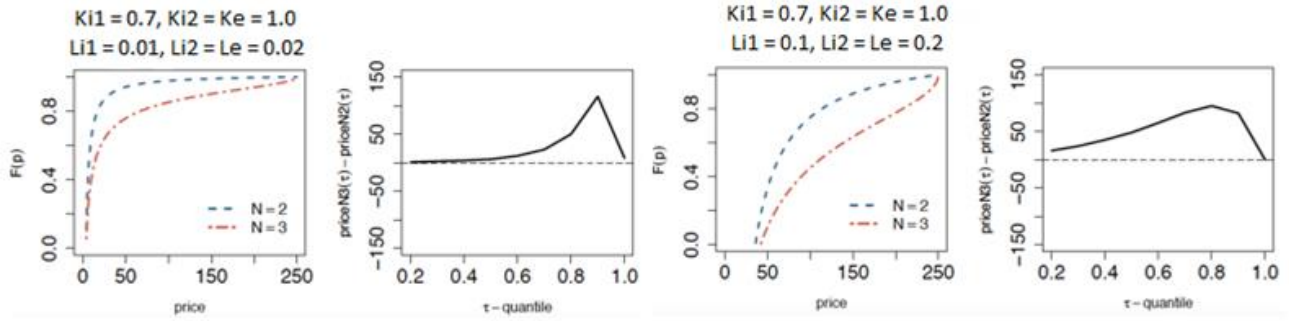 Ki1 = 0.7, Ki2 = Ke = 1.0
Li1 = 0.01, Li2 = Le = 0.02
F(p)
0.8
0.4
0.0
N = 2
N = 3
0
50
150
250
price
priceN3(τ) − priceN2(τ)
150
50
−50
−150
0.2
0.4
0.6
0.8
1.0
τ − quantile
Ki1 = 0.7, Ki2 = Ke = 1.0
Li1 = 0.1, Li2 = Le = 0.2
F(p)
0.8
0.4
0.0
N = 2
N = 3
0
50
150
250
price
priceN3(τ) − priceN2(τ)
150
50
−50
−150
0.2
0.4
0.6
0.8
1.0
τ − quantile